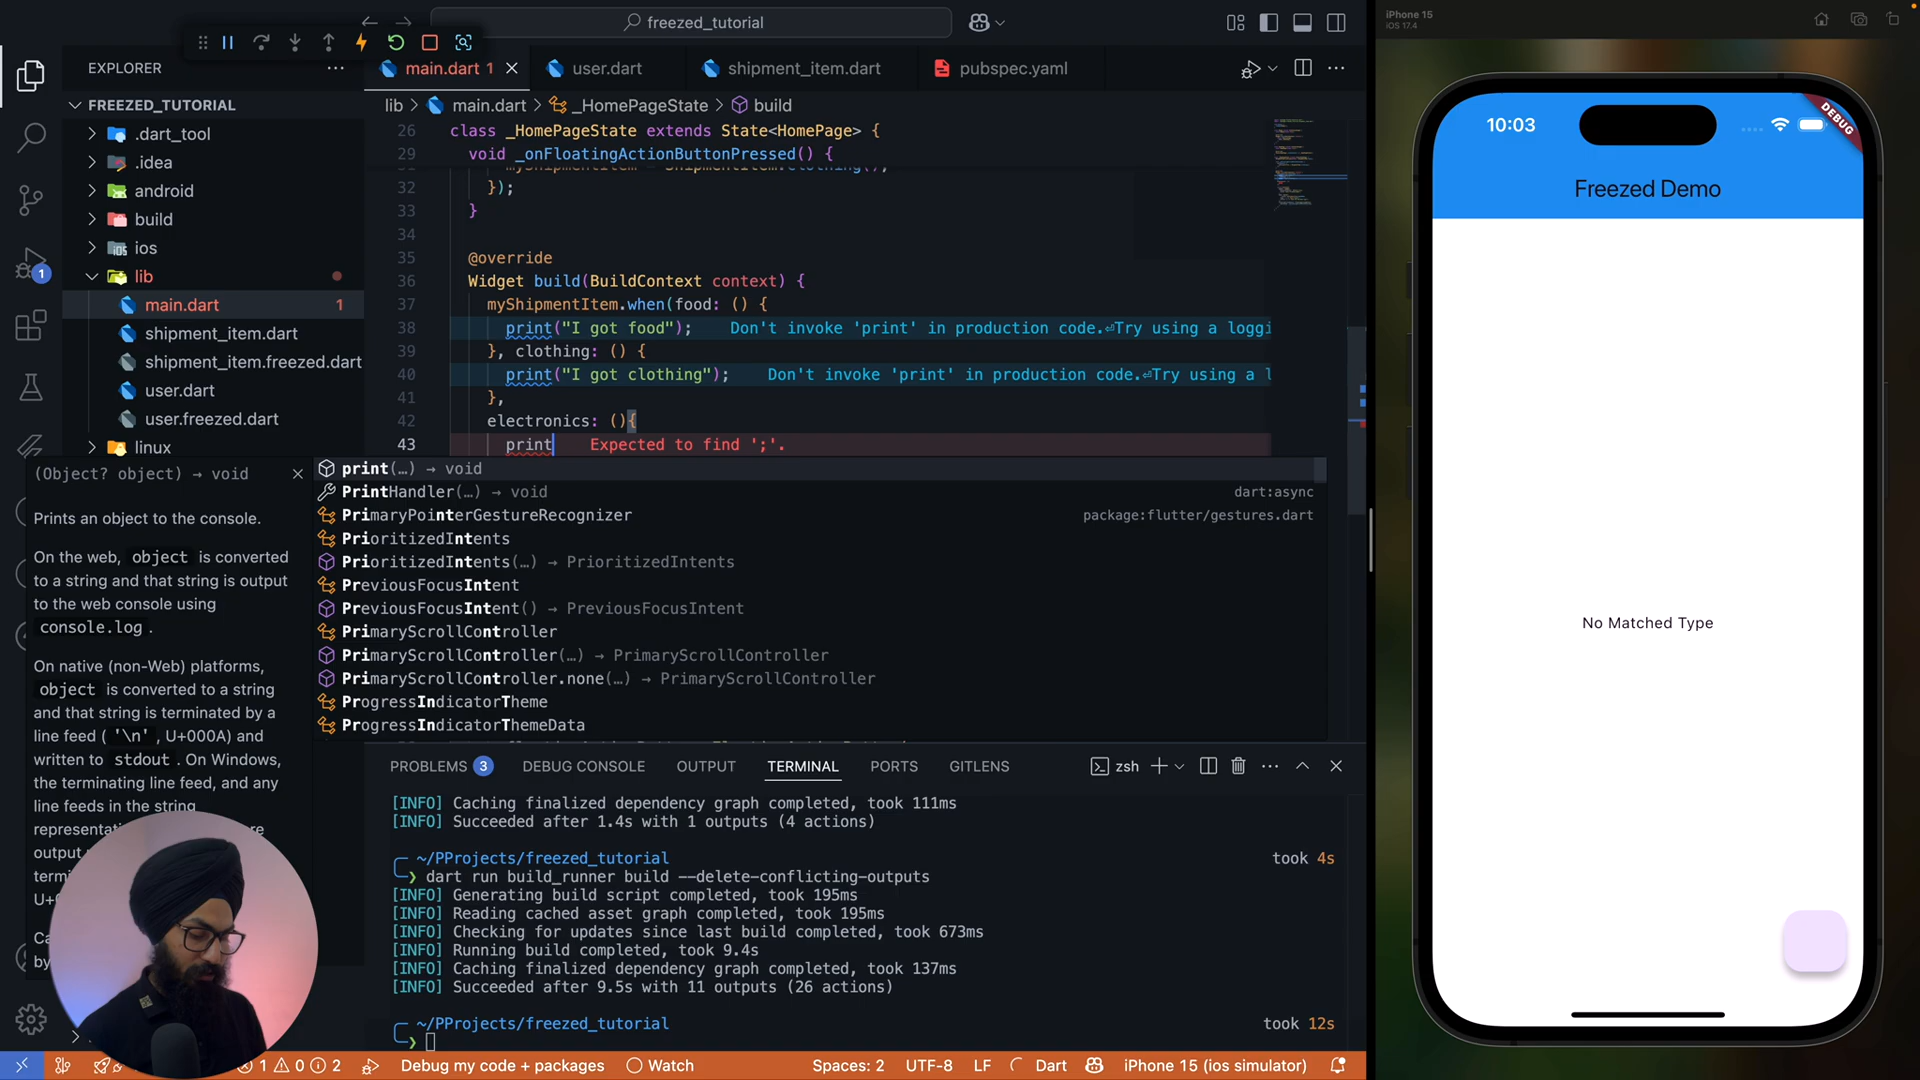 freezed_tutorial
EXPLORER
main.dart 1
user.dart
shipment_item.dart
pubspec.yaml
FREEZED_TUTORIAL
.dart_tool
.idea
android
build
ios
lib
main.dart 1
shipment_item.dart
shipment_item.freezed.dart
user.dart
user.freezed.dart
linux
1
lib > main.dart > _HomePageState > build
26 class _HomePageState extends State<HomePage> {
29 void _onFloatingActionButtonPressed() {
32 });
33 }
34
35 @override
36 Widget build(BuildContext context) {
37 myShipmentItem.when(food: () {
38 print("I got food"); Don't invoke 'print' in production code.⏎Try using a loggi
39 }, clothing: () {
40 print("I got clothing"); Don't invoke 'print' in production code.⏎Try using a l
41 },
42 electronics: (){
43 print Expected to find ';'.
print(…) → void
PrintHandler(…) → void dart:async
PrimaryPointerGestureRecognizer package:flutter/gestures.dart
PrioritizedIntents
PrioritizedIntents(…) → PrioritizedIntents
PreviousFocusIntent
PreviousFocusIntent() → PreviousFocusIntent
PrimaryScrollController
PrimaryScrollController(…) → PrimaryScrollController
PrimaryScrollController.none(…) → PrimaryScrollController
ProgressIndicatorTheme
ProgressIndicatorThemeData
(Object? object) → void
Prints an object to the console.
On the web, object is converted
to a string and that string is output
to the web console using
console.log .
On native (non-Web) platforms,
object is converted to a string
and that string is terminated by a
line feed ( '\n' , U+000A) and
written to stdout . On Windows,
the terminating line feed, and any
line feeds in the string
output
PROBLEMS 3
DEBUG CONSOLE
OUTPUT
TERMINAL
PORTS
GITLENS
zsh
[INFO] Caching finalized dependency graph completed, took 111ms
[INFO] Succeeded after 1.4s with 1 outputs (4 actions)
~/PProjects/freezed_tutorial took 4s
❯ dart run build_runner build --delete-conflicting-outputs
[INFO] Generating build script completed, took 195ms
[INFO] Reading cached asset graph completed, took 195ms
[INFO] Checking for updates since last build completed, took 673ms
[INFO] Running build completed, took 9.4s
[INFO] Caching finalized dependency graph completed, took 137ms
[INFO] Succeeded after 9.5s with 11 outputs (26 actions)
~/PProjects/freezed_tutorial took 12s
❯
1 0 2 Debug my code + packages Watch Spaces: 2 UTF-8 LF Dart iPhone 15 (ios simulator)
iPhone 15
iOS 17.4
10:03
DEBUG
Freezed Demo
No Matched Type